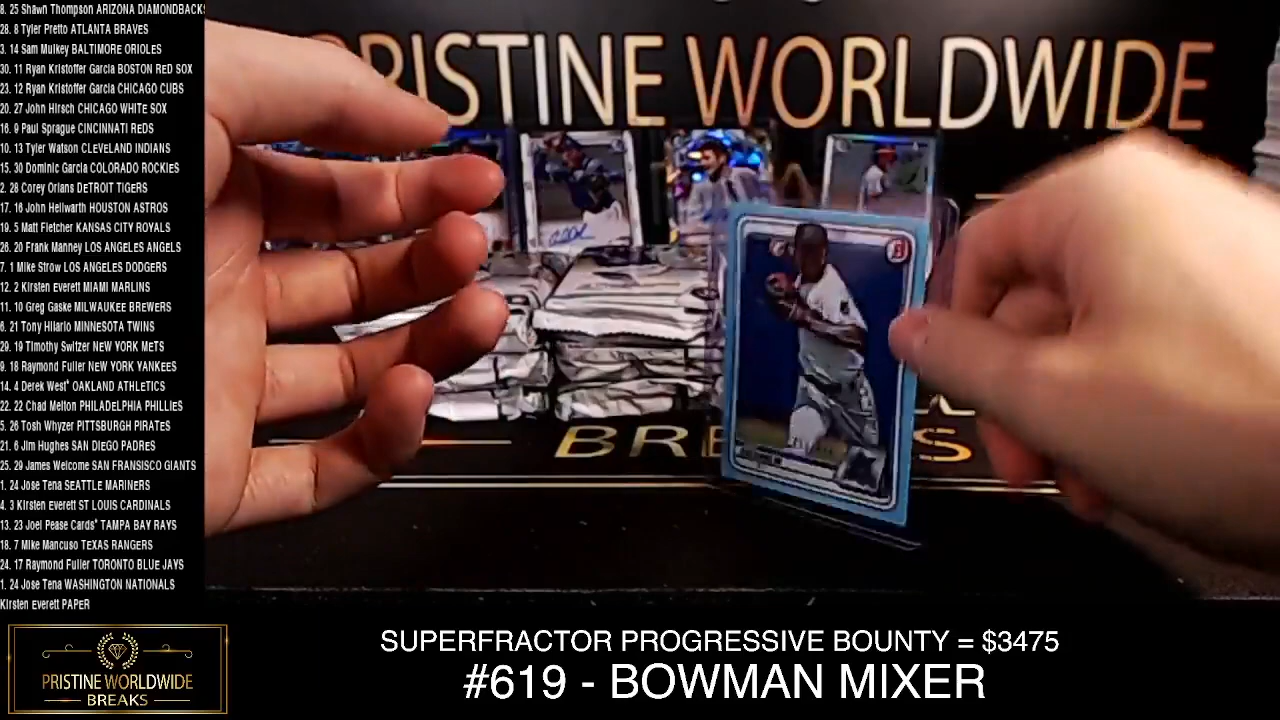 8. 25 Shawn Thompson ARIZONA DIAMONDBACKS
28. 8 Tyler Pretto ATLANTA BRAVES
3. 14 Sam Mulkey BALTIMORE ORIOLES
30. 11 Ryan Kristoffer Garcia BOSTON RED SOX
23. 12 Ryan Kristoffer Garcia CHICAGO CUBS
20. 27 John Hirsch CHICAGO WHITE SOX
16. 9 Paul Sprague CINCINNATI REDS
10. 13 Tyler Watson CLEVELAND INDIANS
15. 30 Dominic Garcia COLORADO ROCKIES
2. 28 Corey Orians DETROIT TIGERS
17. 16 John Hellwarth HOUSTON ASTROS
19. 5 Matt Fletcher KANSAS CITY ROYALS
26. 20 Frank Manney LOS ANGELES ANGELS
7. 1 Mike Strow LOS ANGELES DODGERS
12. 2 Kirsten Everett MIAMI MARLINS
11. 10 Greg Gaske MILWAUKEE BREWERS
6. 21 Tony Hilario MINNESOTA TWINS
29. 19 Timothy Switzer NEW YORK METS
9. 18 Raymond Fuller NEW YORK YANKEES
14. 4 Derek West* OAKLAND ATHLETICS
22. 22 Chad Melton PHILADELPHIA PHILLIES
5. 26 Tosh Whyzer PITTSBURGH PIRATES
21. 6 Jim Hughes SAN DIEGO PADRES
25. 29 James Welcome SAN FRANSISCO GIANTS
1. 24 Jose Tena SEATTLE MARINERS
4. 3 Kirsten Everett ST LOUIS CARDINALS
13. 23 Joel Pease Cards* TAMPA BAY RAYS
18. 7 Mike Mancuso TEXAS RANGERS
24. 17 Raymond Fuller TORONTO BLUE JAYS
1. 24 Jose Tena WASHINGTON NATIONALS
Kirsten Everett PAPER
PRISTINE WORLDWIDE
BREAKS
PRISTINE WORLDWIDE
SUPERFRACTOR PROGRESSIVE BOUNTY = $3475
#619 - BOWMAN MIXER